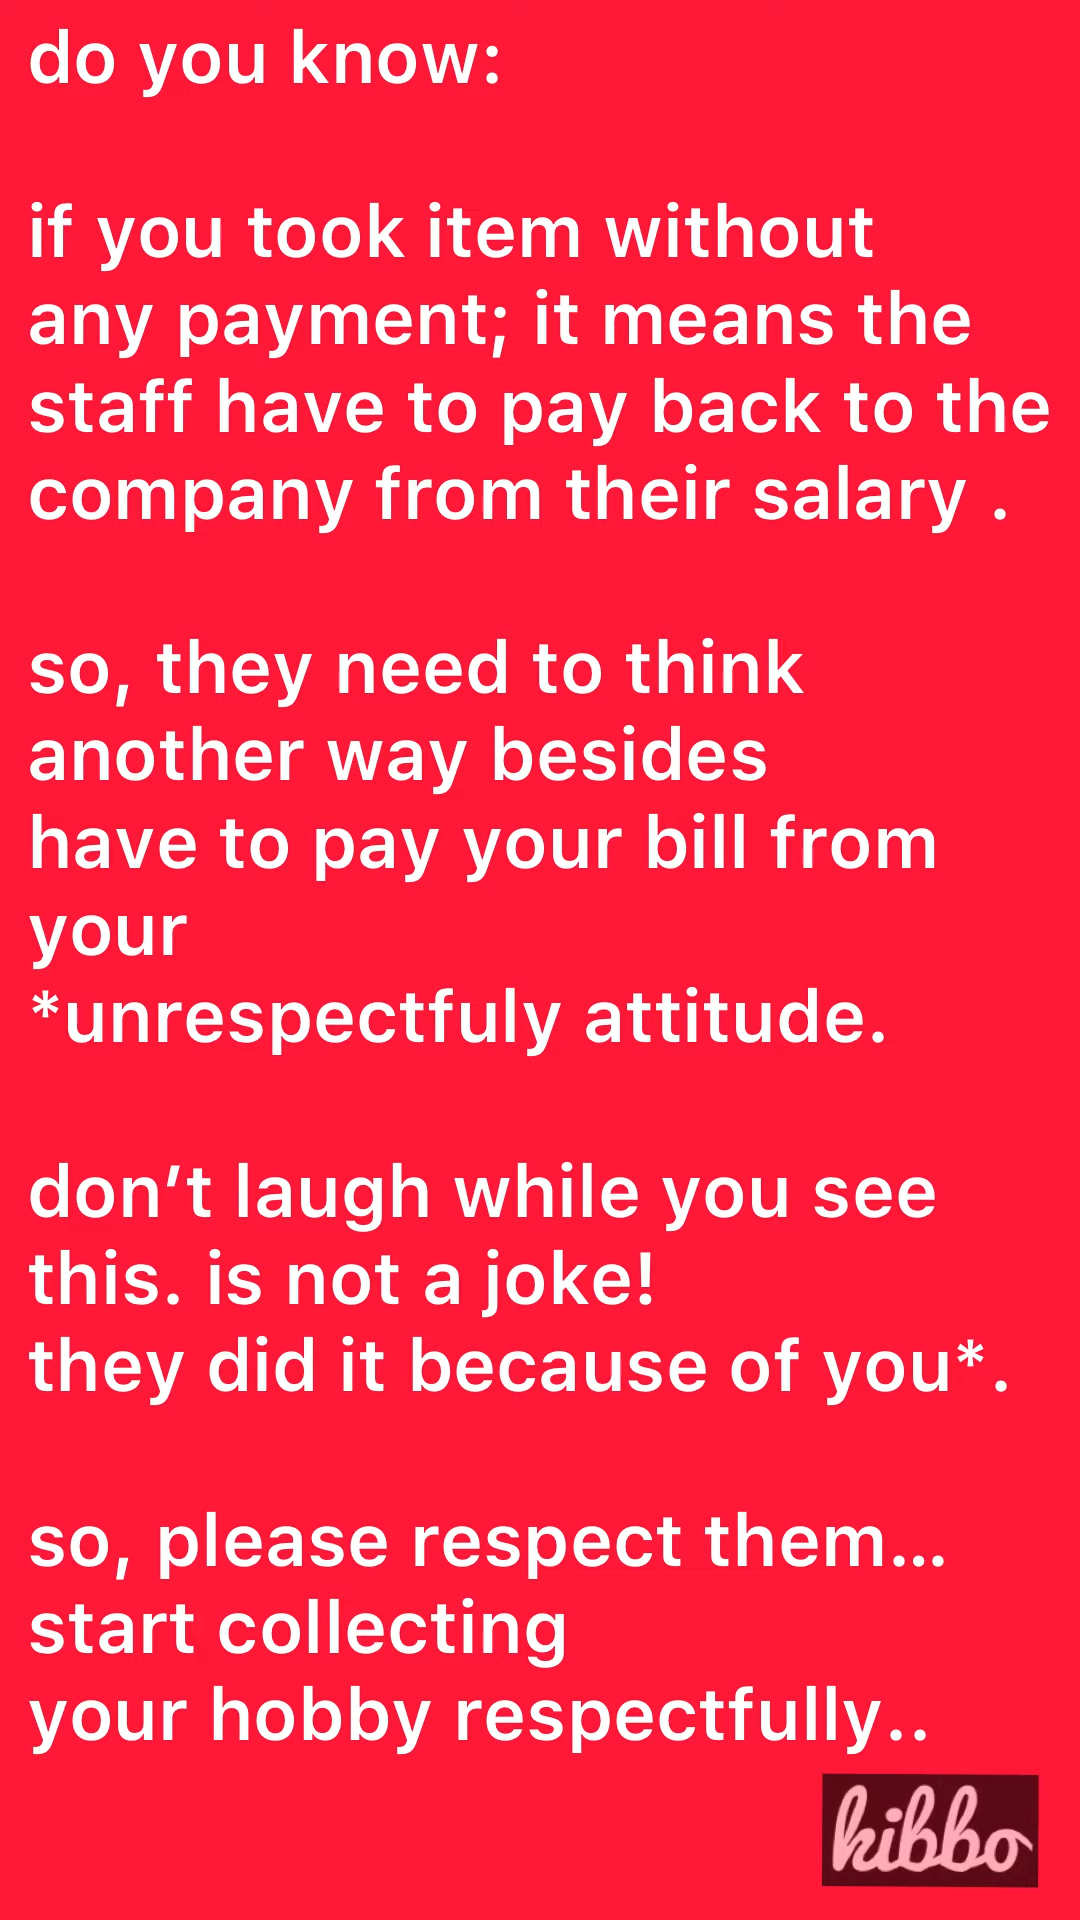 do you know:
if you took item without
any payment; it means the
staff have to pay back to the
company from their salary .
so, they need to think
another way besides
have to pay your bill from
your
*unrespectfuly attitude.
don’t laugh while you see
this. is not a joke!
they did it because of you*.
so, please respect them...
start collecting
your hobby respectfully..
kibbo